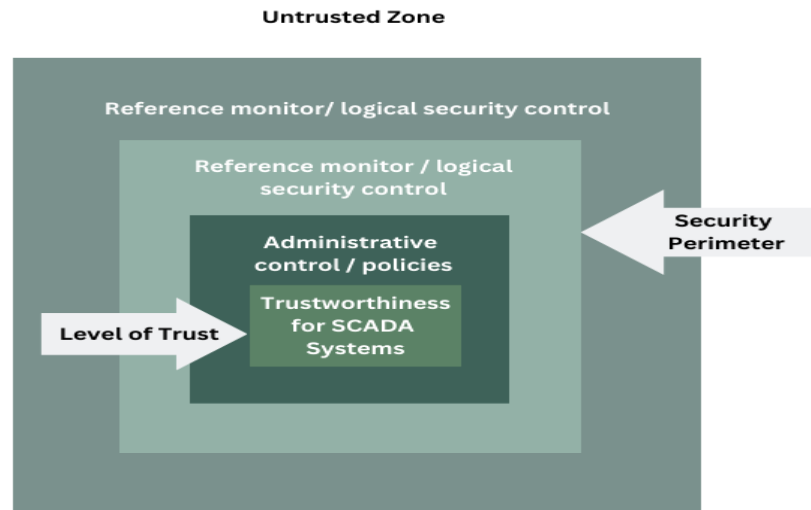 Untrusted Zone
Reference monitor/ logical security control
Reference monitor / logical
security control
Security
Perimeter
Administrative
control / policies
Trustworthiness
for SCADA
Systems
Level of Trust